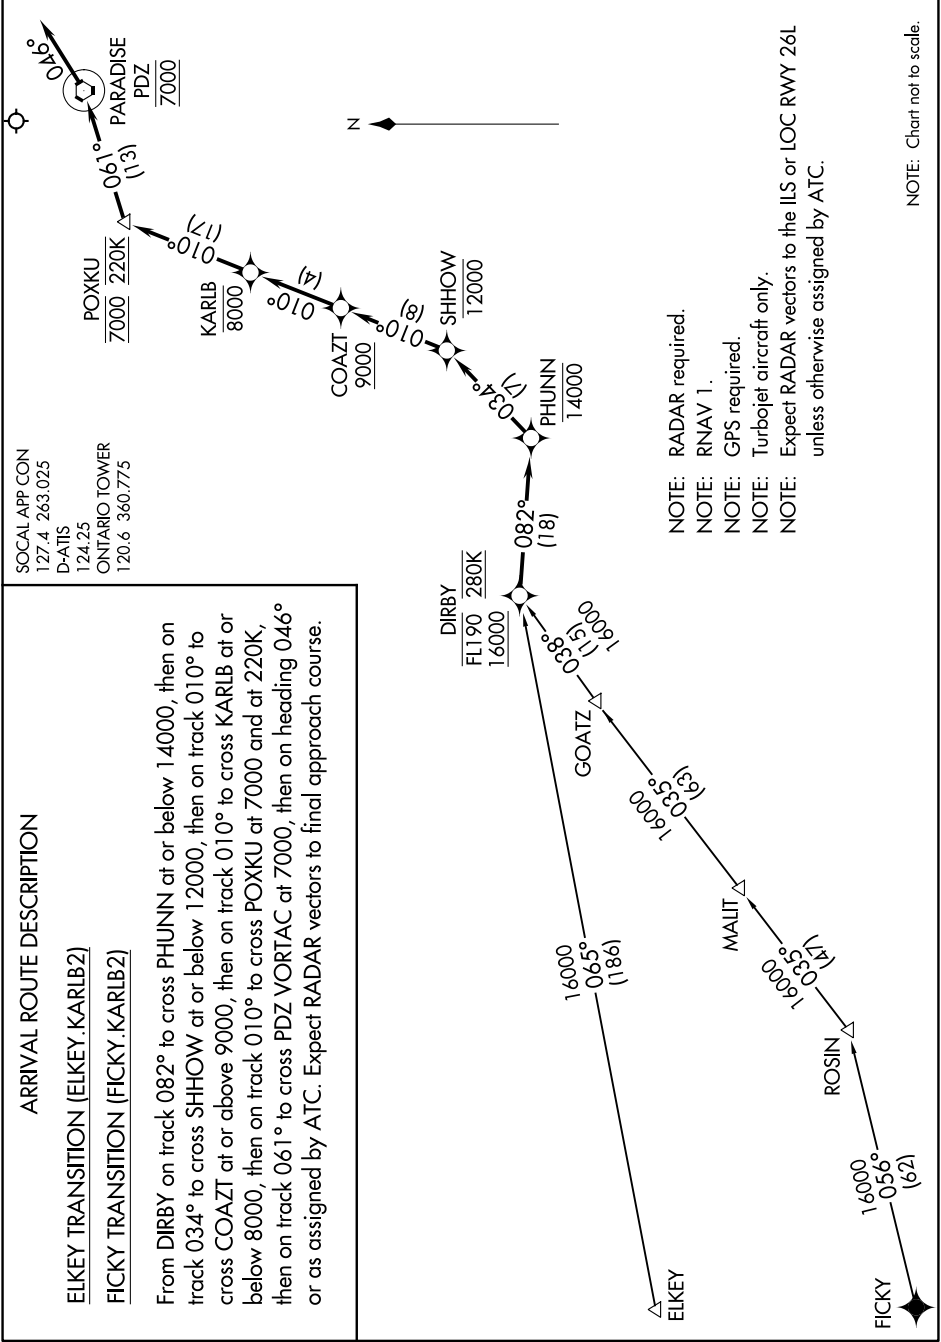 ARRIVAL ROUTE DESCRIPTION
ELKEY TRANSITION (ELKEY.KARLB2)
FICKY TRANSITION (FICKY.KARLB2)
From DIRBY on track 082° to cross PHUNN at or below 14000, then on
track 034° to cross SHHOW at or below 12000, then on track 010° to
cross COAZT at or above 9000, then on track 010° to cross KARLB at or
below 8000, then on track 010° to cross POXKU at 7000 and at 220K,
then on track 061° to cross PDZ VORTAC at 7000, then on heading 046°
or as assigned by ATC. Expect RADAR vectors to final approach course.
SOCAL APP CON
127.4 263.025
D-ATIS
124.25
ONTARIO TOWER
120.6 360.775
046°
PARADISE
PDZ
7000
061°
(13)
POXKU
7000 220K
010°
(17)
KARLB
8000
010°
(4)
COAZT
9000
010°
(8)
SHHOW
12000
034°
(7)
PHUNN
14000
082°
(18)
DIRBY
FL190 280K
16000
038°
(15)
16000
GOATZ
16000
035°
(63)
MALIT
16000
035°
(47)
ROSIN
16000
056°
(62)
FICKY
16000
065°
(186)
ELKEY
N
NOTE: RADAR required.
NOTE: RNAV 1.
NOTE: GPS required.
NOTE: Turbojet aircraft only.
NOTE: Expect RADAR vectors to the ILS or LOC RWY 26L
unless otherwise assigned by ATC.
NOTE: Chart not to scale.